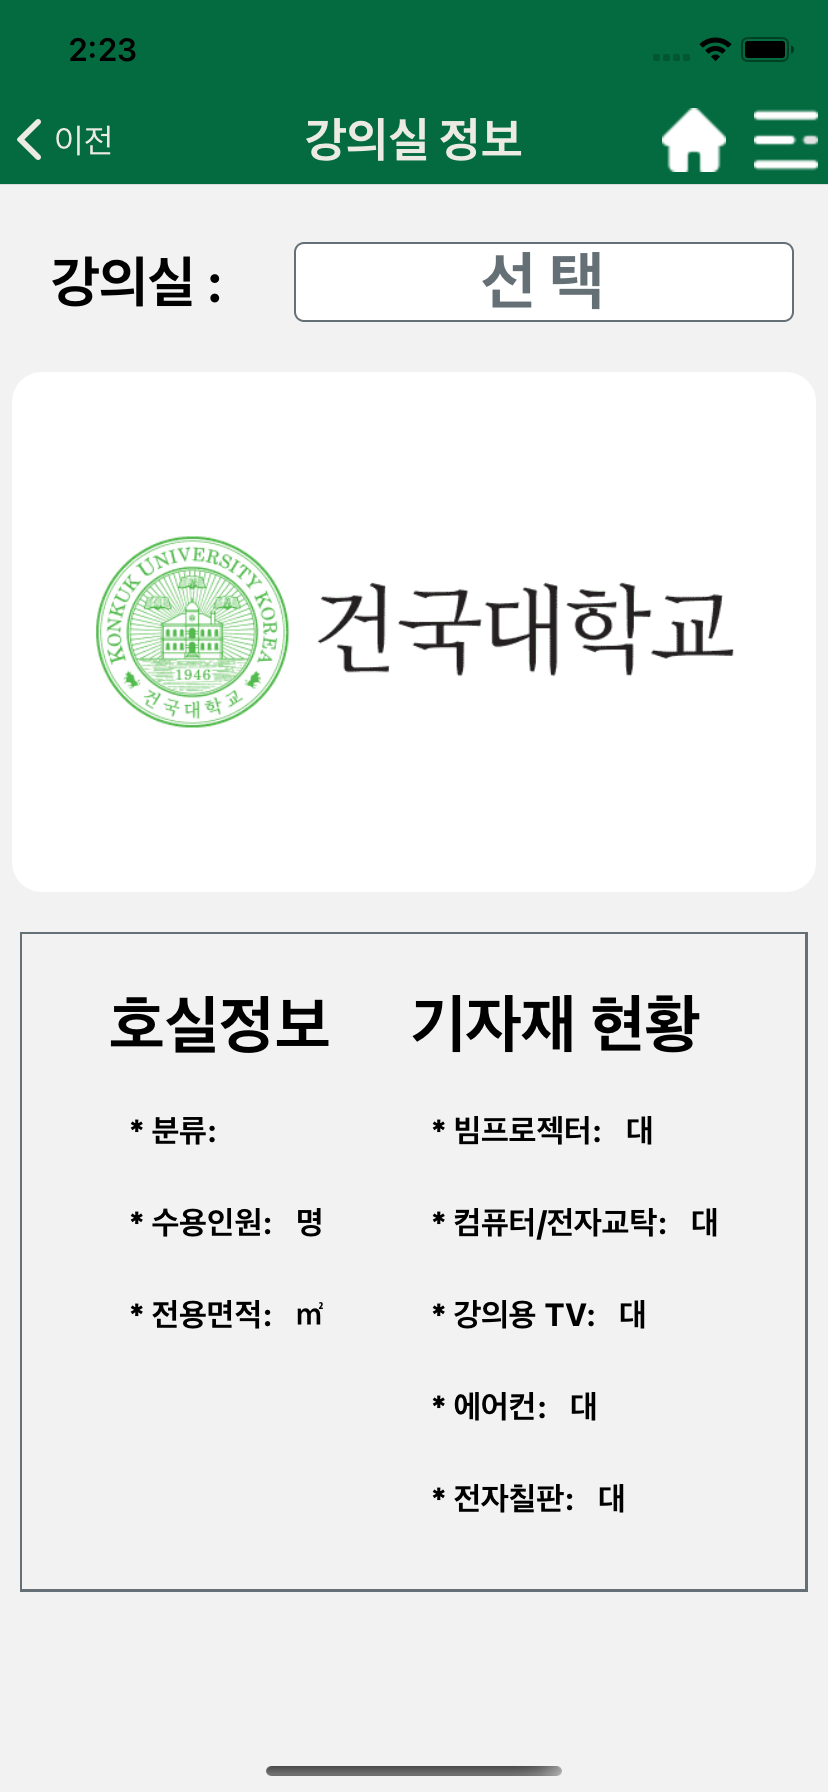 2:23
이전
강의실 정보
강의실 :
선 택
KONKUK UNIVERSITY KOREA
1946
건국대학교
건국대학교
호실정보
기자재 현황
* 분류:
* 수용인원: 명
* 전용면적: ㎡
* 빔프로젝터: 대
* 컴퓨터/전자교탁: 대
* 강의용 TV: 대
* 에어컨: 대
* 전자칠판: 대